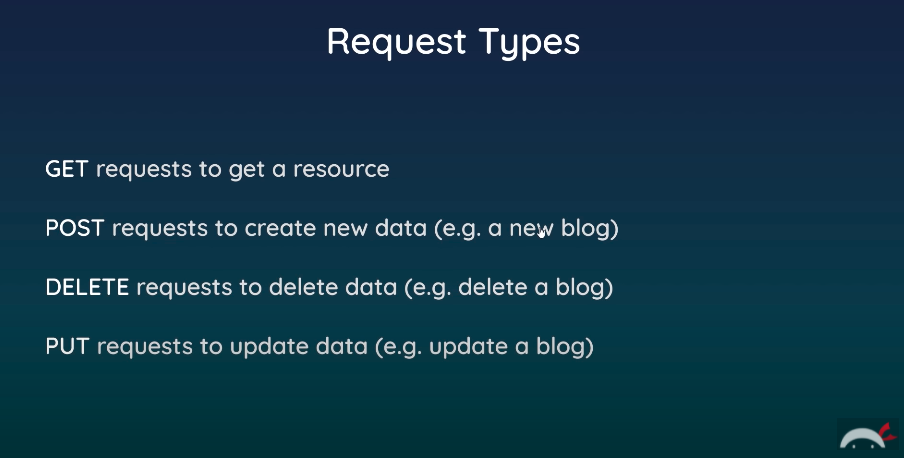 Request Types
GET requests to get a resource
POST requests to create new data (e.g. a new blog)
DELETE requests to delete data (e.g. delete a blog)
PUT requests to update data (e.g. update a blog)